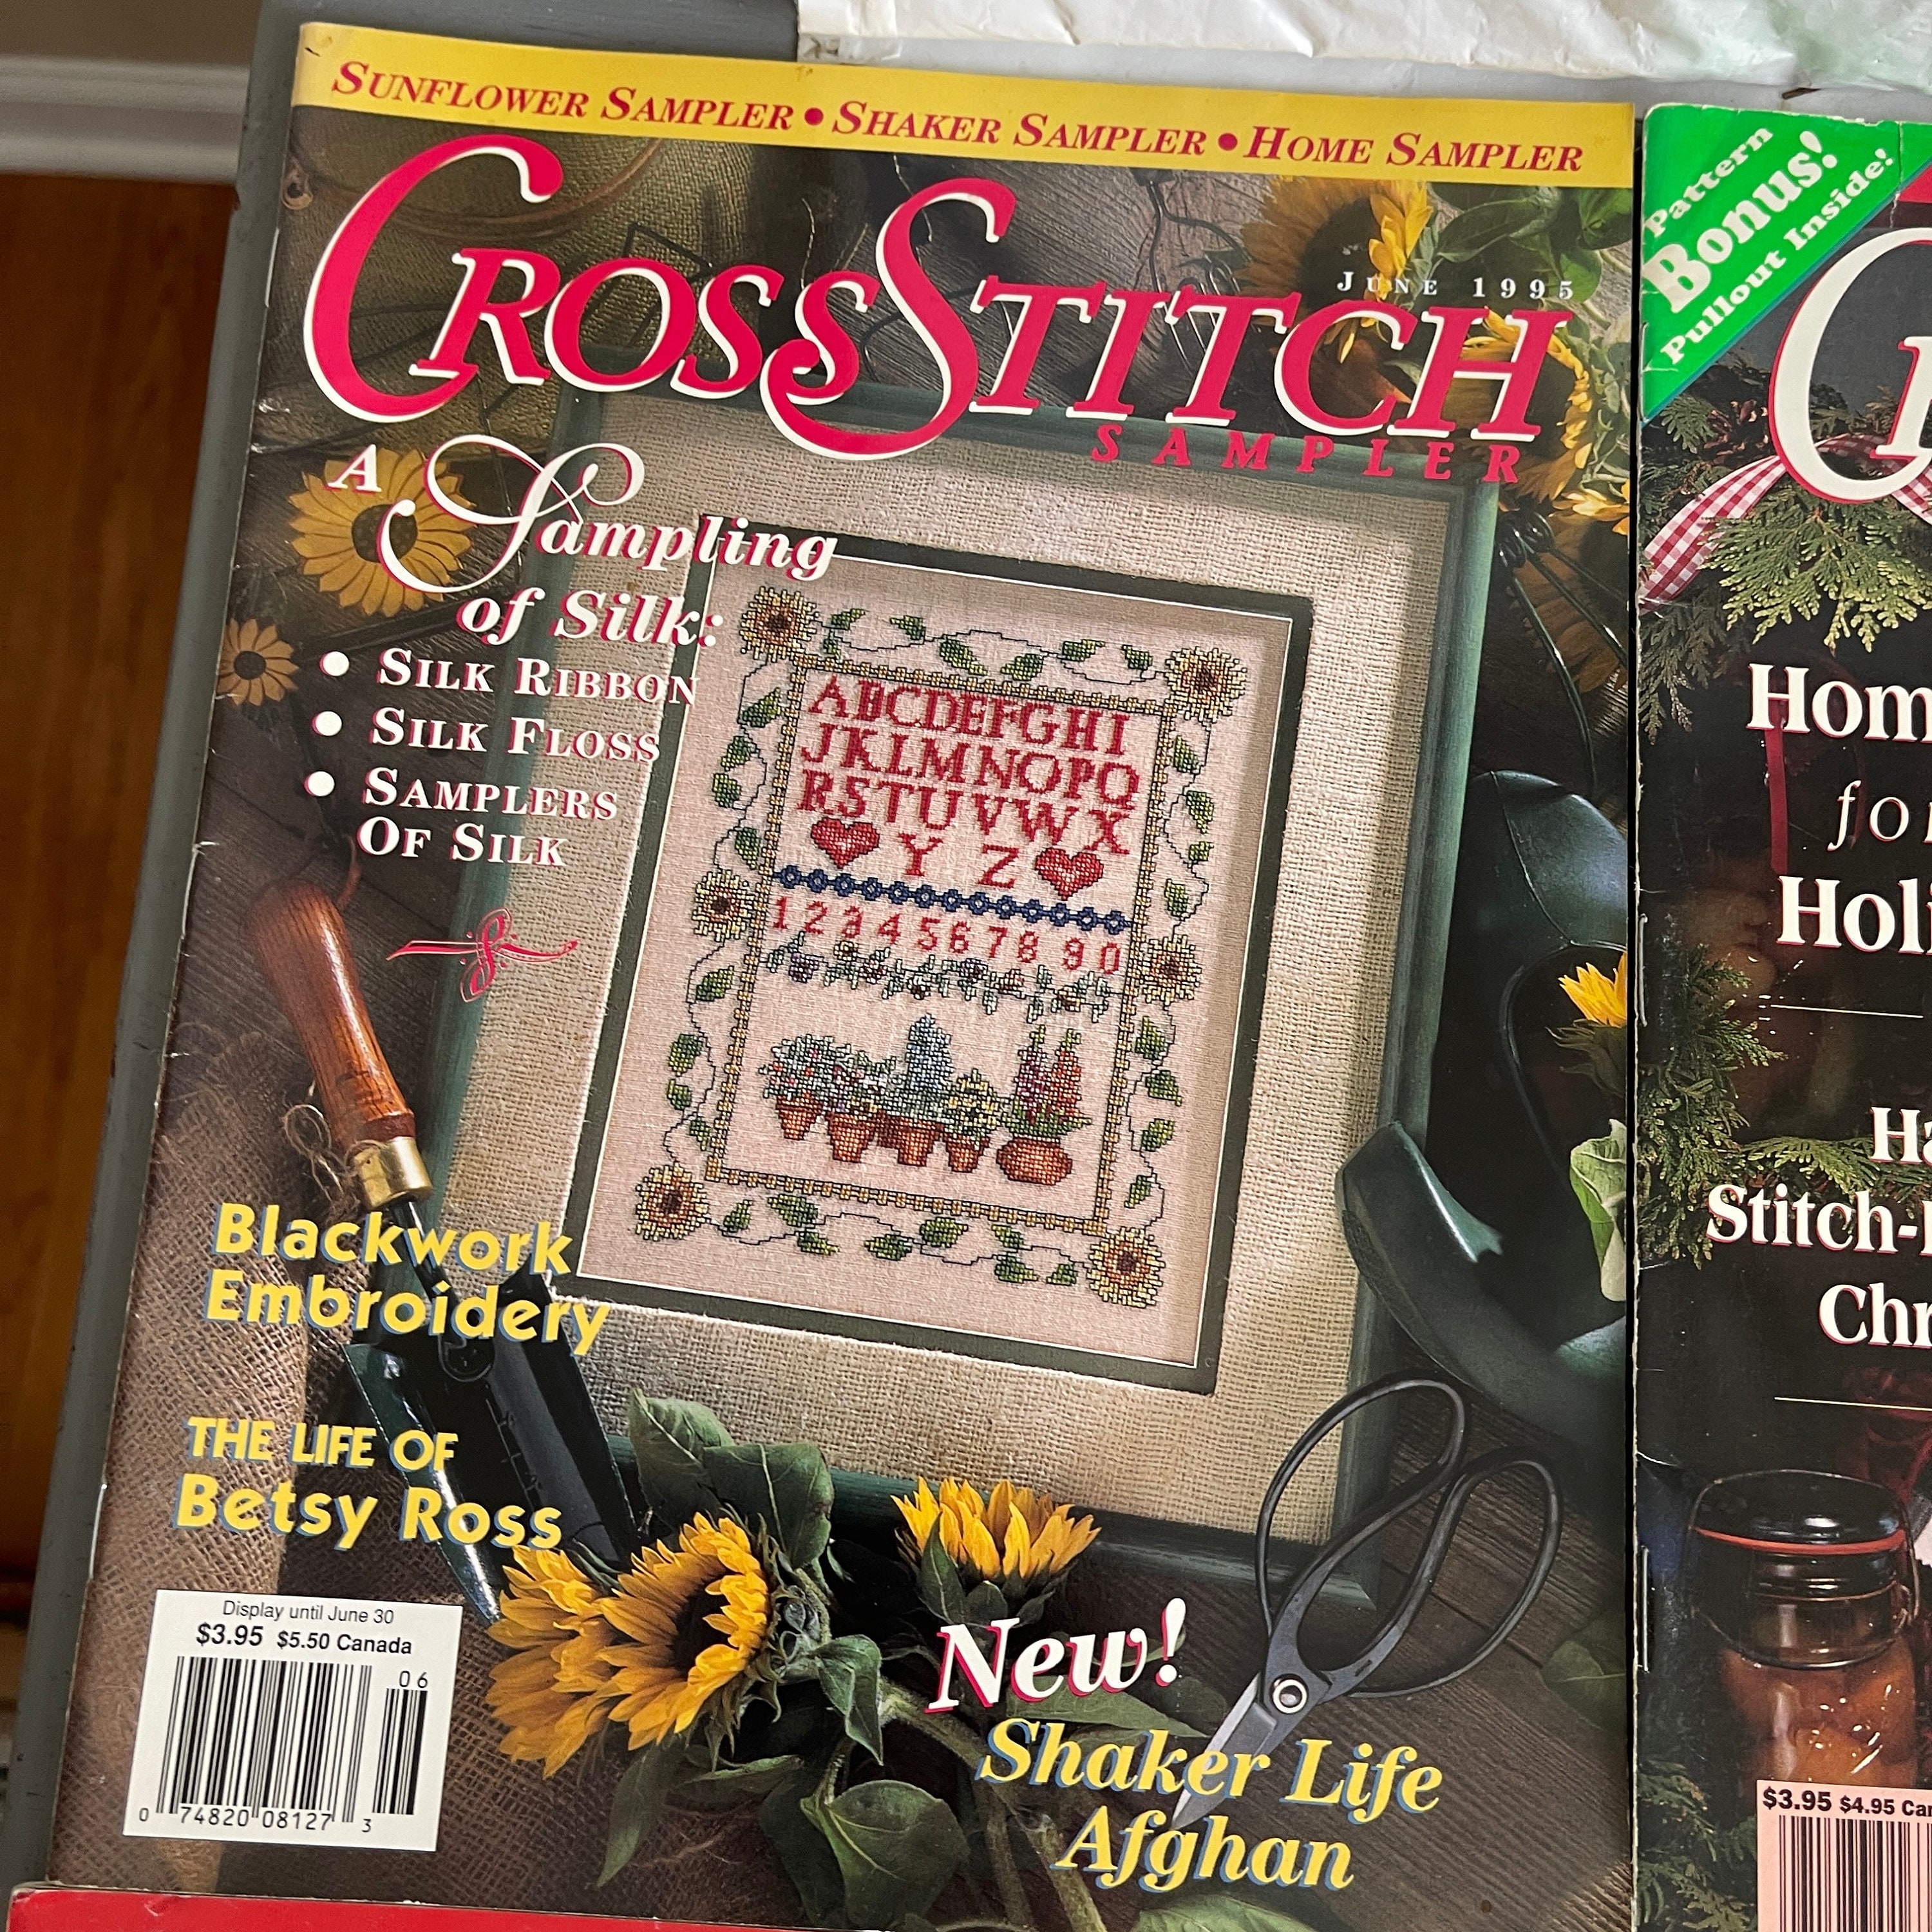 Sunflower Sampler • Shaker Sampler • Home Sampler
June 1995
CrossStitch
SAMPLER
A Sampling
of Silk:
• Silk Ribbon
• Silk Floss
• Samplers
Of Silk
ABCDEFGHI
JKLMNOPQ
RSTUVWX
Y Z
1234567890
Blackwork
Embroidery
THE LIFE OF
Betsy Ross
Display until June 30
$3.95 $5.50 Canada
06
0 74820 08127 3
New!
Shaker Life
Afghan
Pattern
Bonus!
Pullout Inside!
$3.95 $4.95